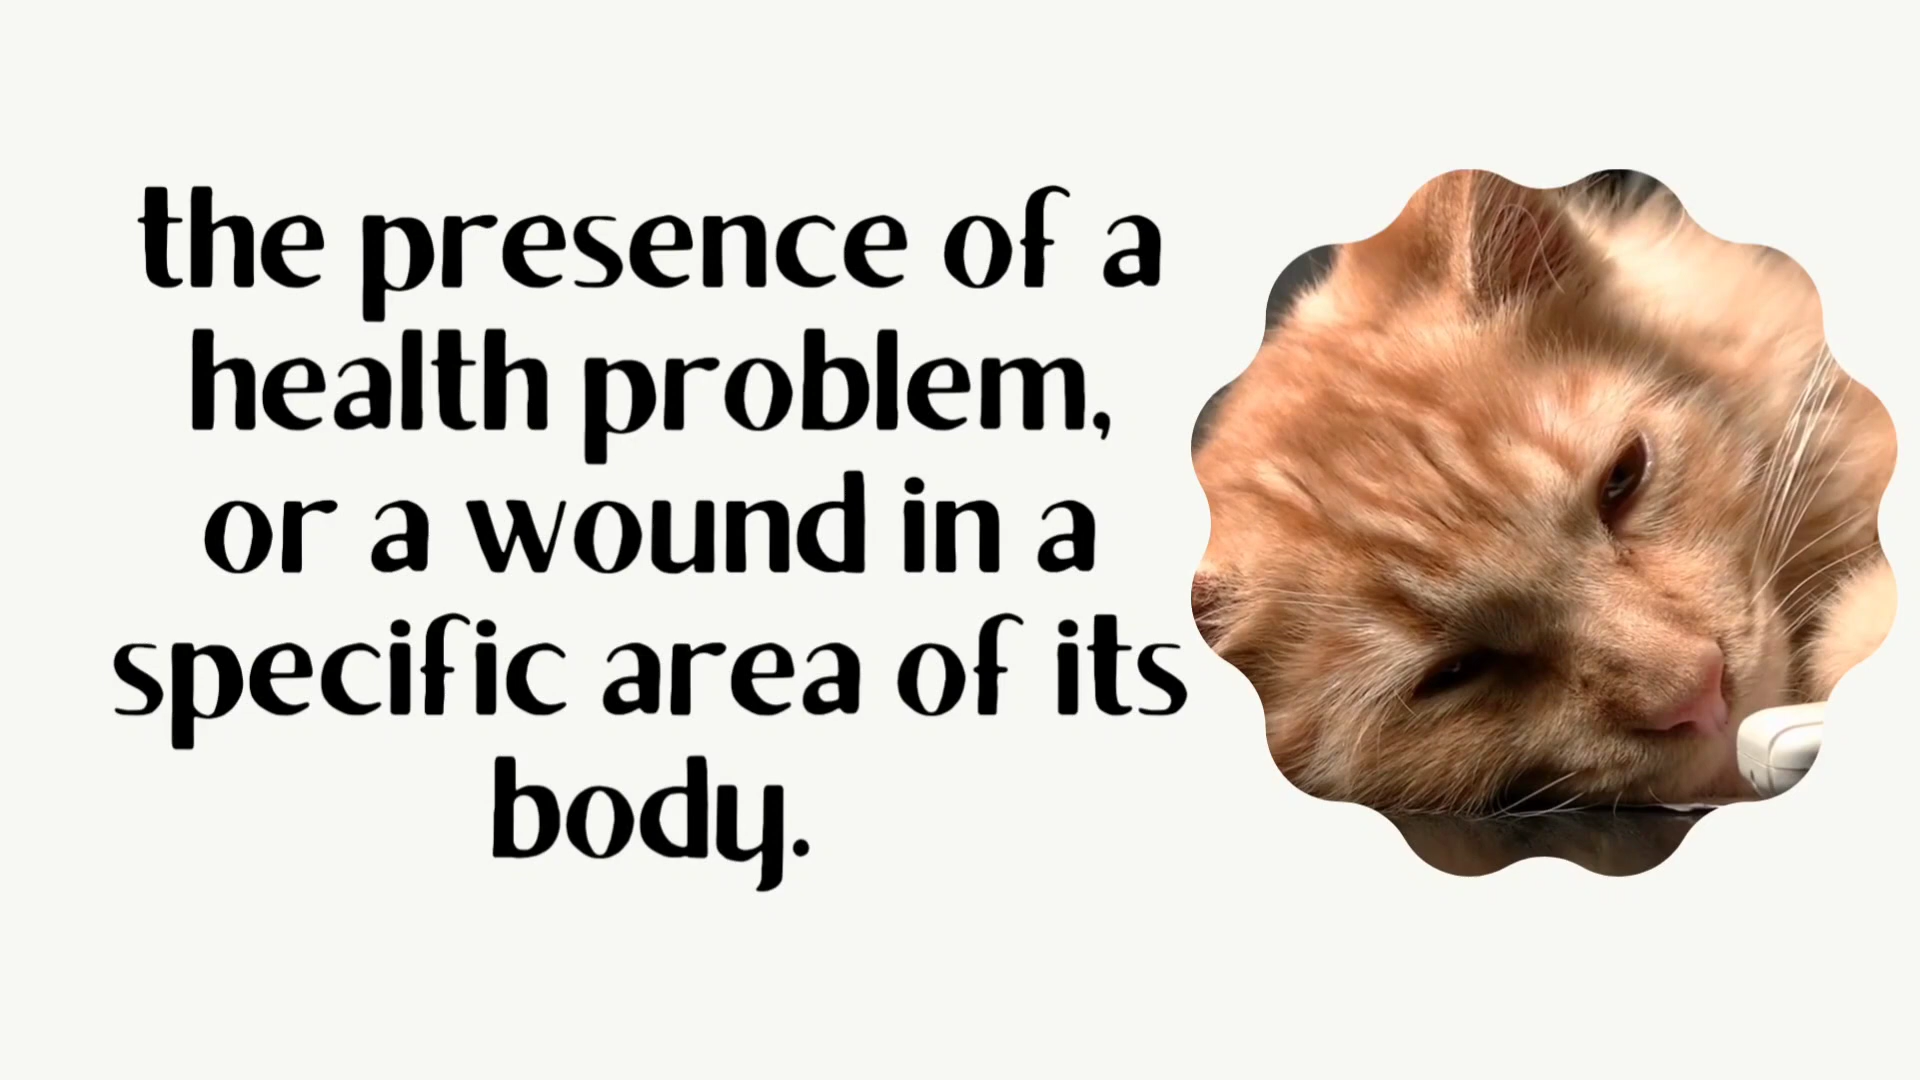 the presence of a
health problem,
or a wound in a
specific area of its
body.